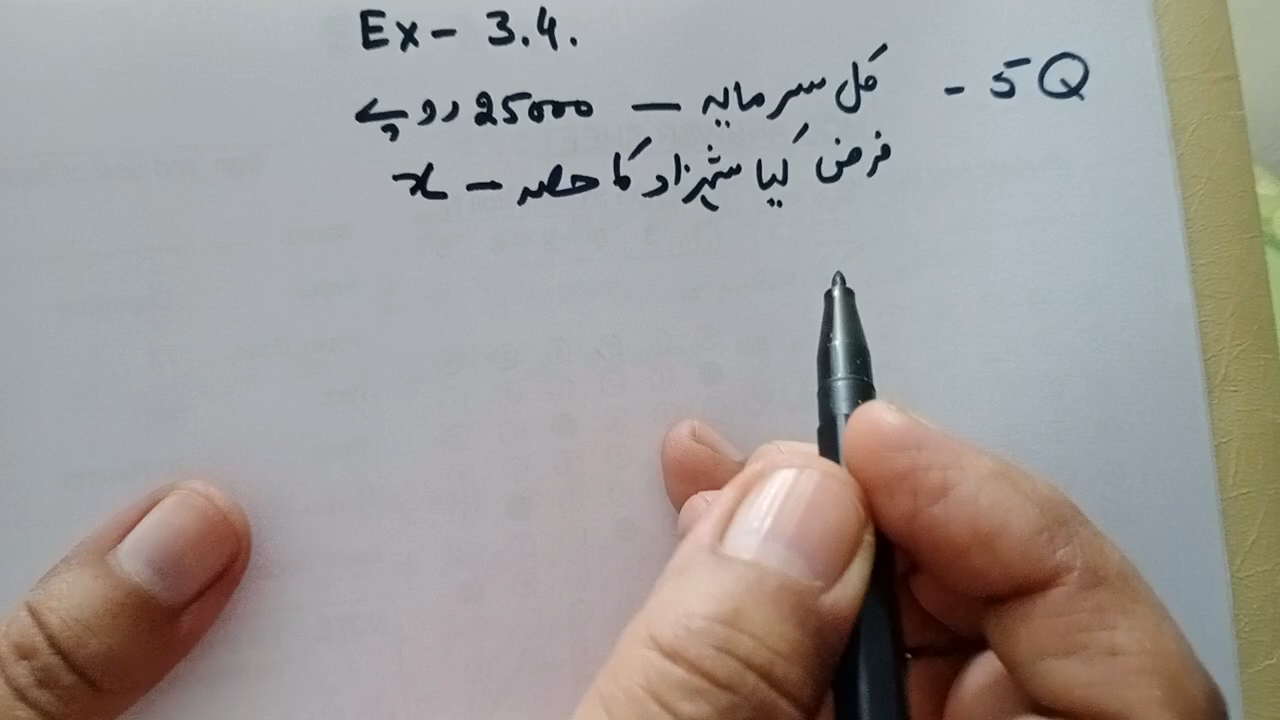 Ex - 3.4.
5Q - کل سرمایہ — 25000 روپے
فرض کیا شہزاد کا حصہ — x